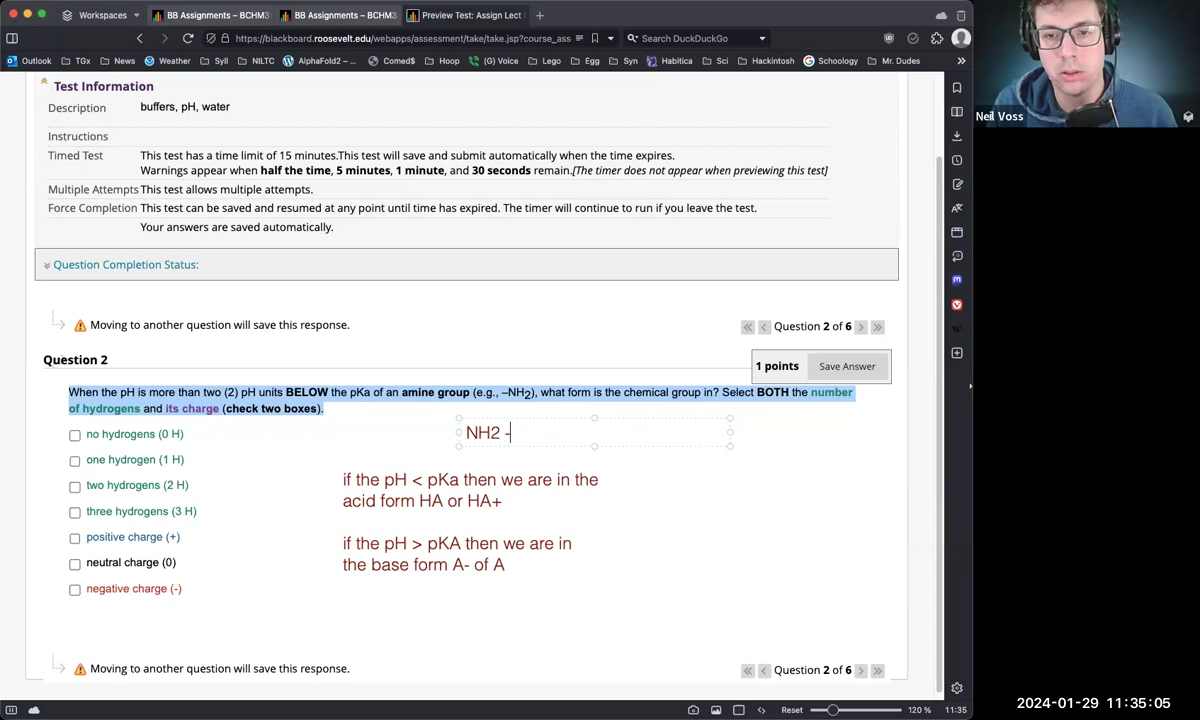 Workspaces
BB Assignments – BCHM3
BB Assignments – BCHM3
Preview Test: Assign Lect
https://blackboard.roosevelt.edu/webapps/assessment/take/take.jsp?course_ass
Search DuckDuckGo
Outlook TGx News Weather Syll NILTC AlphaFold2 – ... Comed$ Hoop (G) Voice Lego Egg Syn Habitica Sci Hackintosh Schoology Mr. Dudes
Test Information
Description buffers, pH, water
Instructions
Timed Test This test has a time limit of 15 minutes.This test will save and submit automatically when the time expires.
Warnings appear when half the time, 5 minutes, 1 minute, and 30 seconds remain.[The timer does not appear when previewing this test]
Multiple Attempts This test allows multiple attempts.
Force Completion This test can be saved and resumed at any point until time has expired. The timer will continue to run if you leave the test.
Your answers are saved automatically.
Question Completion Status:
Moving to another question will save this response.
Question 2 of 6
Question 2
1 points
Save Answer
When the pH is more than two (2) pH units BELOW the pKa of an amine group (e.g., –NH2), what form is the chemical group in? Select BOTH the number
of hydrogens and its charge (check two boxes).
no hydrogens (0 H)
one hydrogen (1 H)
two hydrogens (2 H)
three hydrogens (3 H)
positive charge (+)
neutral charge (0)
negative charge (-)
NH2 -
if the pH < pKa then we are in the
acid form HA or HA+
if the pH > pKA then we are in
the base form A- of A
Moving to another question will save this response.
Question 2 of 6
Reset
120 %
11:35
Neil Voss
2024-01-29 11:35:05